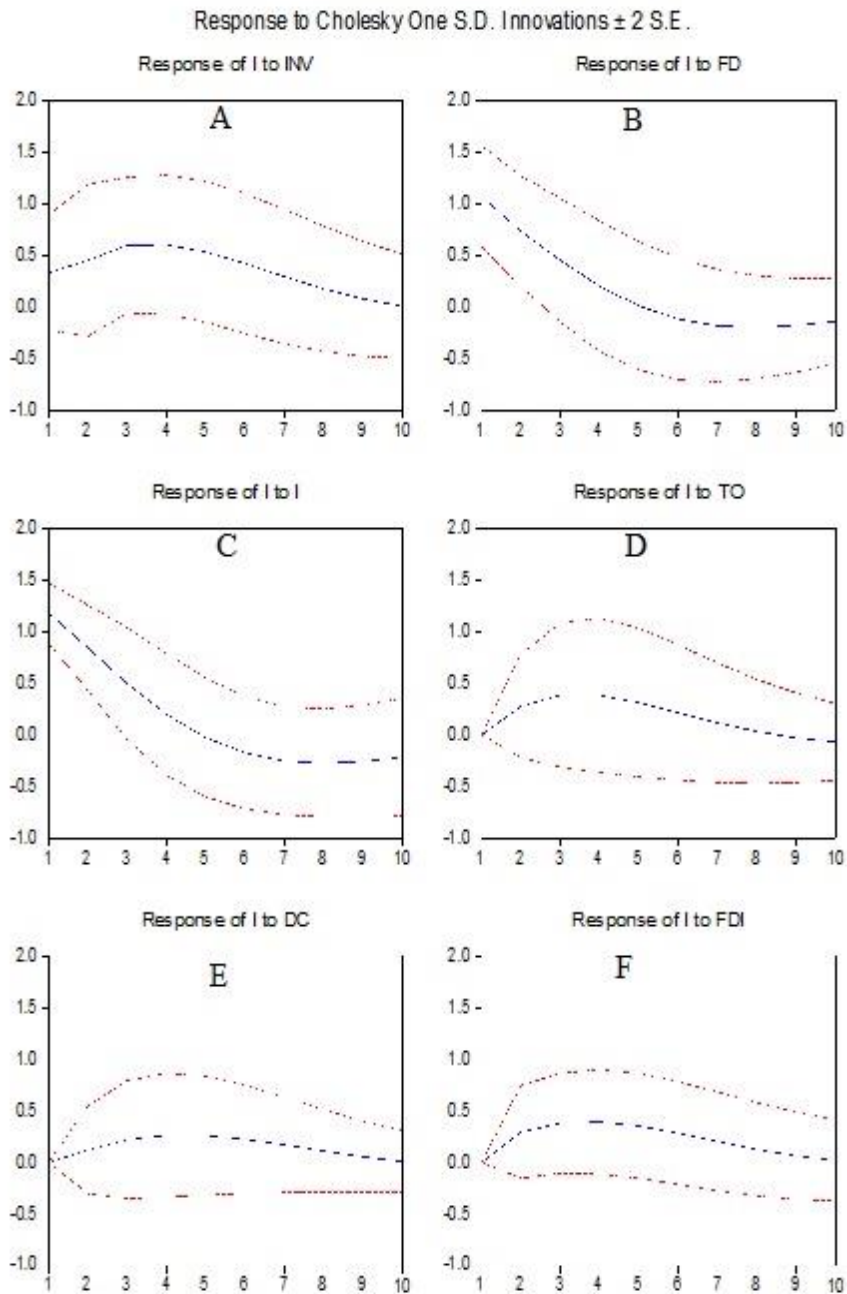 Response to Cholesky One S.D. Innovations ± 2 S.E.
Response of I to INV
Response of I to FD
A
B
2.0
1.5
1.0
0.5
0.0
-0.5
-1.0
1 2 3 4 5 6 7 8 9 10
2.0
1.5
1.0
0.5
0.0
-0.5
-1.0
1 2 3 4 5 6 7 8 9 10
Response of I to I
Response of I to TO
C
D
2.0
1.5
1.0
0.5
0.0
-0.5
-1.0
1 2 3 4 5 6 7 8 9 10
2.0
1.5
1.0
0.5
0.0
-0.5
-1.0
1 2 3 4 5 6 7 8 9 10
Response of I to DC
Response of I to FDI
E
F
2.0
1.5
1.0
0.5
0.0
-0.5
-1.0
1 2 3 4 5 6 7 8 9 10
2.0
1.5
1.0
0.5
0.0
-0.5
-1.0
1 2 3 4 5 6 7 8 9 10